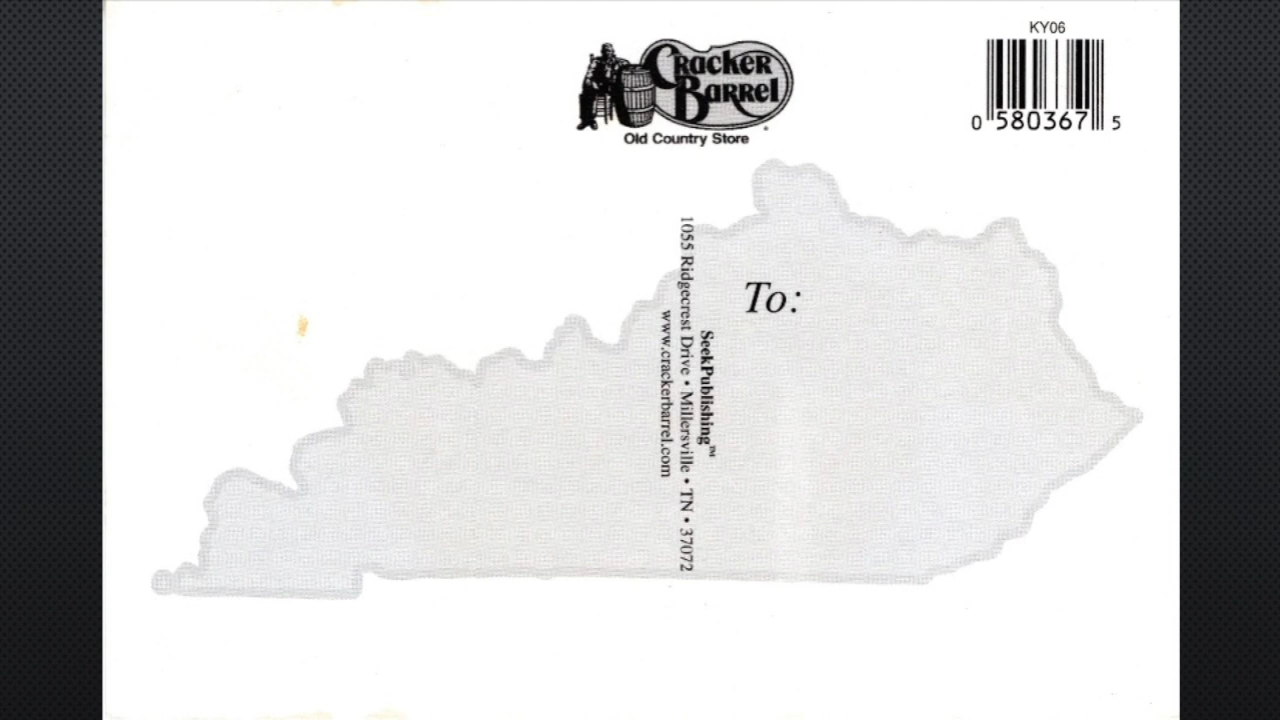 KY06
Cracker
Barrel
Old Country Store
0 580367 5
To:
SeekPublishing™
1055 Ridgecrest Drive • Millersville • TN • 37072
www.crackerbarrel.com